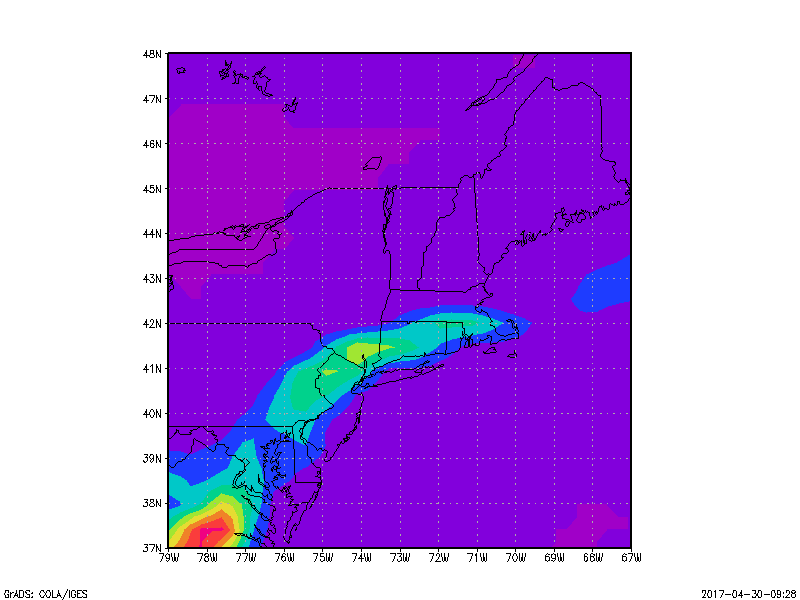 48N
47N
46N
45N
44N
43N
42N
41N
40N
39N
38N
37N
79W 78W 77W 76W 75W 74W 73W 72W 71W 70W 69W 68W 67W
GrADS: COLA/IGES 2017-04-30-09:28